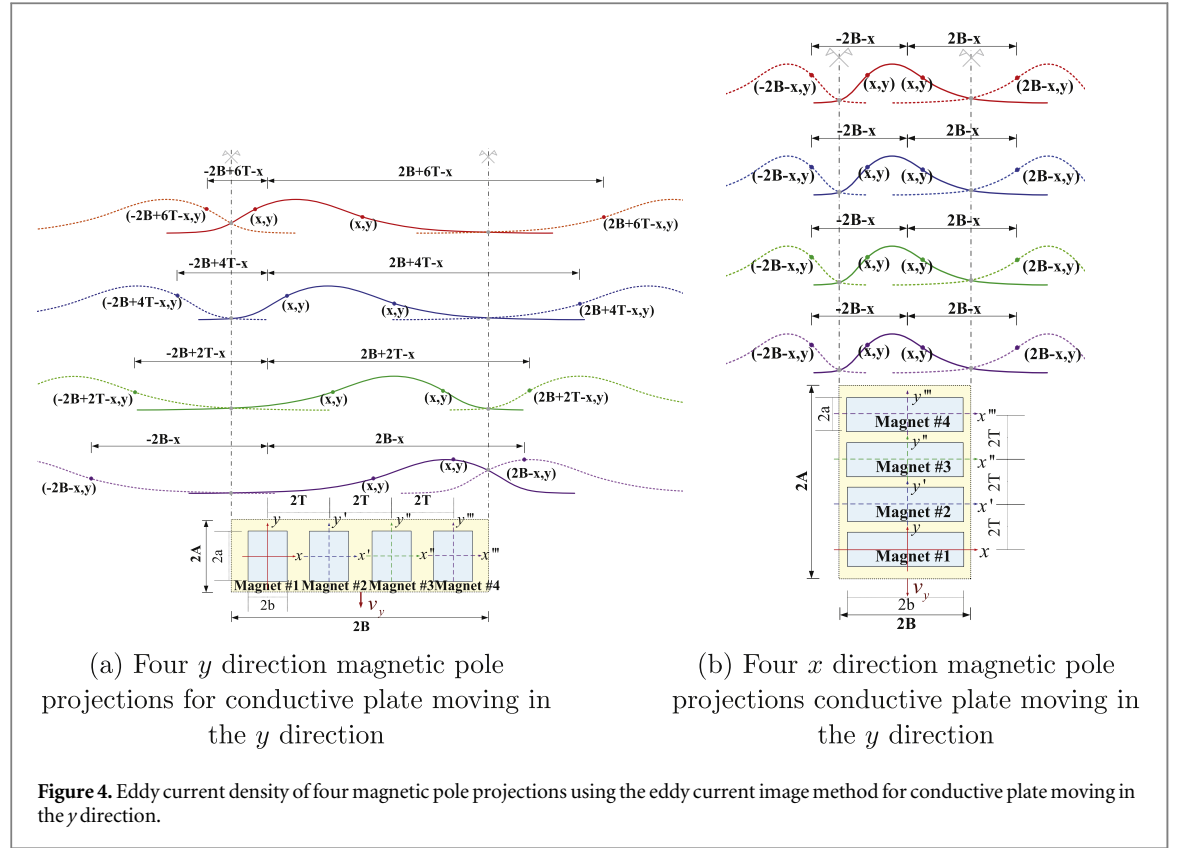 -2B+6T-x 2B+6T-x
(-2B+6T-x,y) (x,y) (x,y) (2B+6T-x,y)
-2B+4T-x 2B+4T-x
(-2B+4T-x,y) (x,y) (x,y) (2B+4T-x,y)
-2B+2T-x 2B+2T-x
(-2B+2T-x,y) (x,y) (x,y) (2B+2T-x,y)
-2B-x 2B-x
(-2B-x,y) (x,y) (x,y) (2B-x,y)
2T 2T 2T
y y' y'' y'''
2A 2a x x' x'' x'''
Magnet #1 Magnet #2 Magnet #3 Magnet #4
2b v_y
2B
(a) Four y direction magnetic pole
projections for conductive plate moving in
the y direction
-2B-x 2B-x
(-2B-x,y) (x,y) (x,y) (2B-x,y)
-2B-x 2B-x
(-2B-x,y) (x,y) (x,y) (2B-x,y)
-2B-x 2B-x
(-2B-x,y) (x,y) (x,y) (2B-x,y)
-2B-x 2B-x
(-2B-x,y) (x,y) (x,y) (2B-x,y)
y'''
2a Magnet #4 x'''
y'' 2T
2A Magnet #3 x''
y' 2T
Magnet #2 x'
y 2T
Magnet #1 x
v_y
2b
2B
(b) Four x direction magnetic pole
projections conductive plate moving in
the y direction
Figure 4. Eddy current density of four magnetic pole projections using the eddy current image method for conductive plate moving in
the y direction.